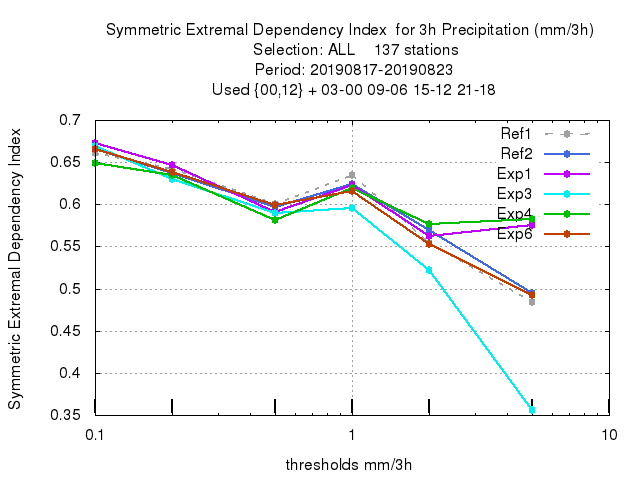 Symmetric Extremal Dependency Index  for 3h Precipitation (mm/3h)
Selection: ALL    137 stations
Period: 20190817-20190823
Used {00,12} + 03-00 09-06 15-12 21-18
Symmetric Extremal Dependency Index
0.7
0.65
0.6
0.55
0.5
0.45
0.4
0.35
Ref1
Ref2
Exp1
Exp3
Exp4
Exp6
0.1
1
10
thresholds mm/3h